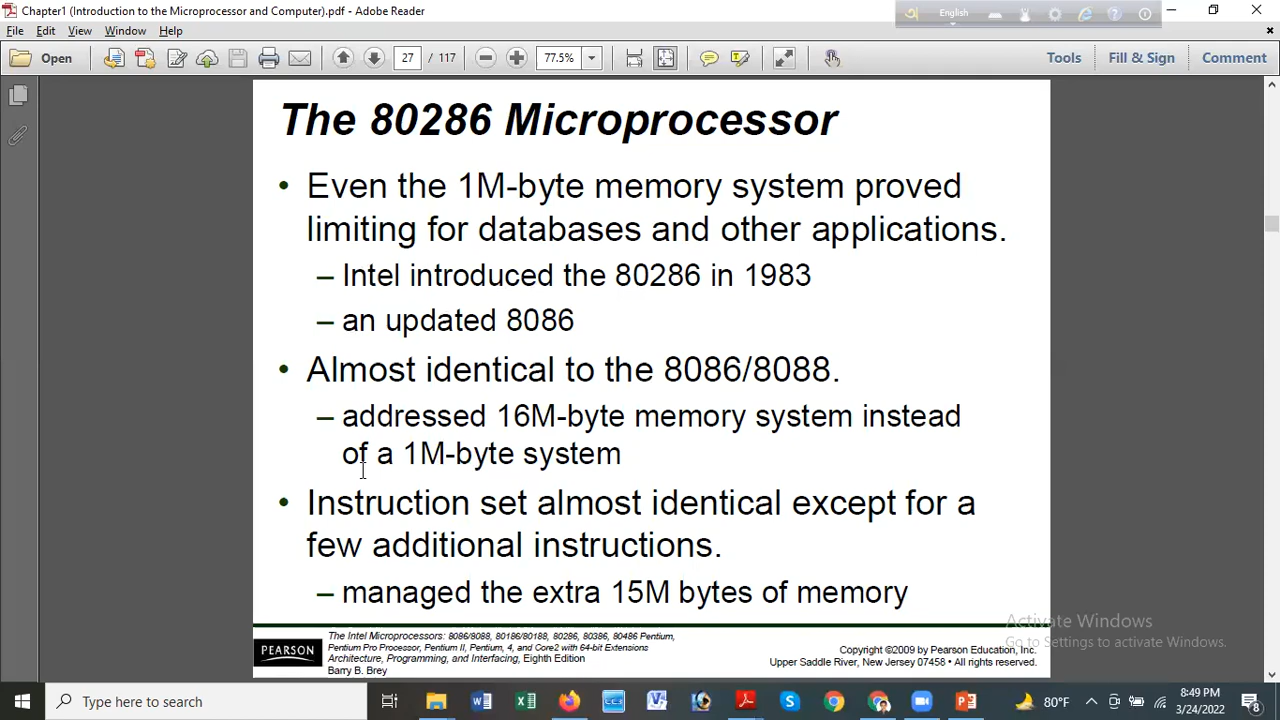 Chapter1 (Introduction to the Microprocessor and Computer).pdf - Adobe Reader
English
File Edit View Window Help
Open 27 / 117 77.5% Tools Fill & Sign Comment
The 80286 Microprocessor
• Even the 1M-byte memory system proved
limiting for databases and other applications.
– Intel introduced the 80286 in 1983
– an updated 8086
• Almost identical to the 8086/8088.
– addressed 16M-byte memory system instead
of a 1M-byte system
• Instruction set almost identical except for a
few additional instructions.
– managed the extra 15M bytes of memory
Activate Windows
Go to Settings to activate Windows.
PEARSON
The Intel Microprocessors: 8086/8088, 80186/80188, 80286, 80386, 80486 Pentium,
Pentium Pro Processor, Pentium II, Pentium, 4, and Core2 with 64-bit Extensions
Architecture, Programming, and Interfacing, Eighth Edition
Barry B. Brey
Copyright ©2009 by Pearson Education, Inc.
Upper Saddle River, New Jersey 07458 • All rights reserved.
Type here to search
80°F
8:49 PM
3/24/2022
8